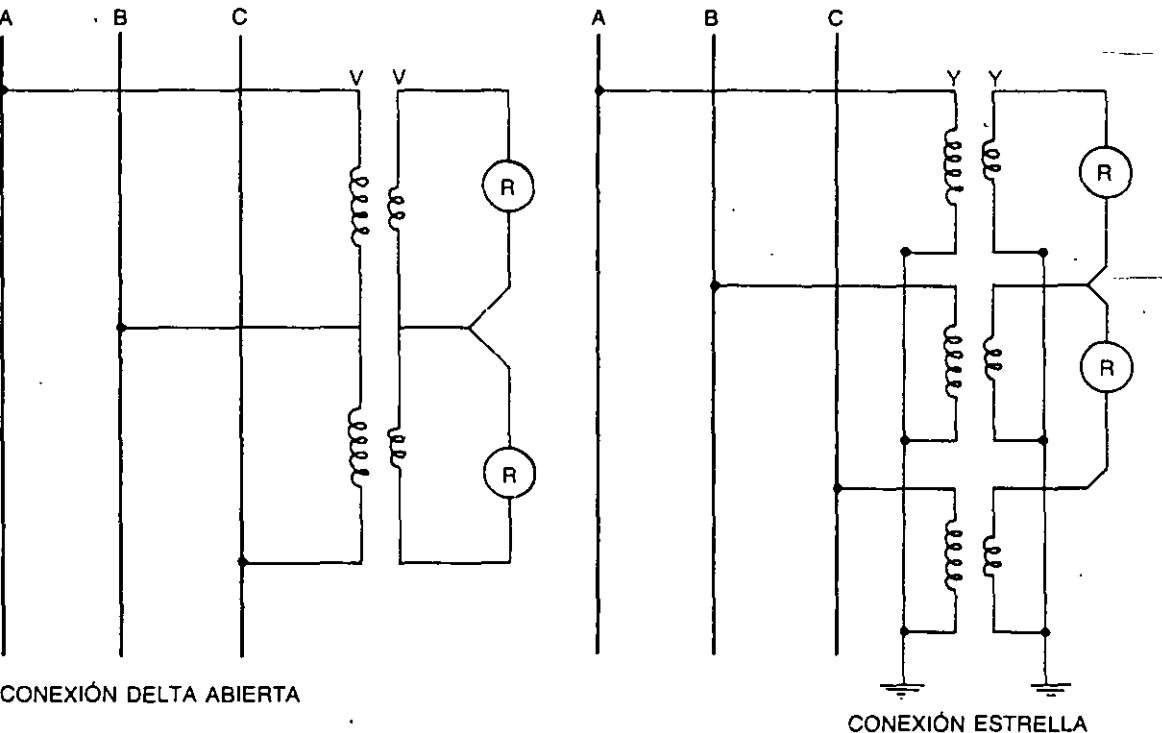 A B C
V V
R
R
CONEXIÓN DELTA ABIERTA
A B C
Y Y
R
R
CONEXIÓN ESTRELLA